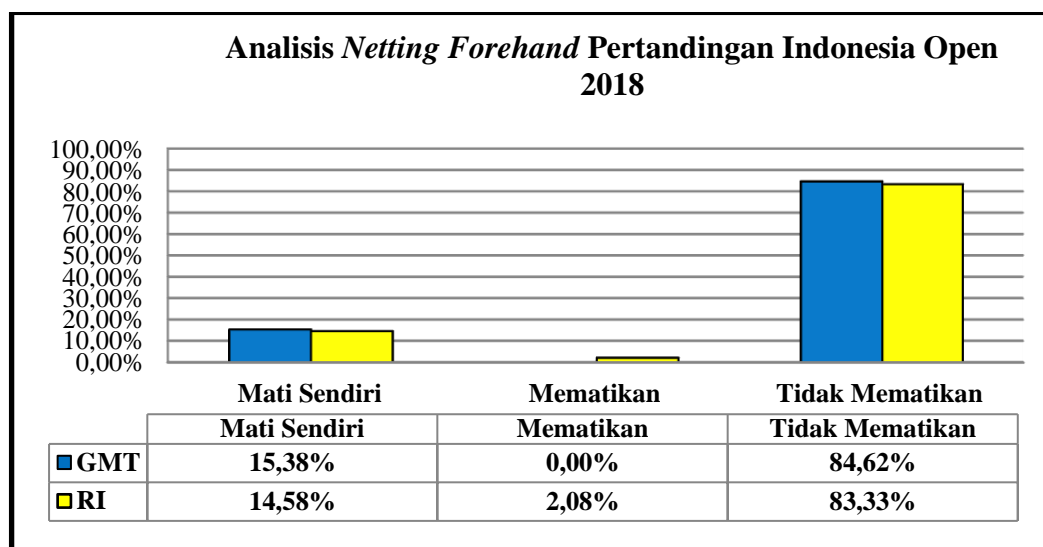 Analisis Netting Forehand Pertandingan Indonesia Open
2018
100,00%
90,00%
80,00%
70,00%
60,00%
50,00%
40,00%
30,00%
20,00%
10,00%
0,00%
Mati Sendiri Mematikan Tidak Mematikan
Mati Sendiri Mematikan Tidak Mematikan
GMT 15,38% 0,00% 84,62%
RI 14,58% 2,08% 83,33%